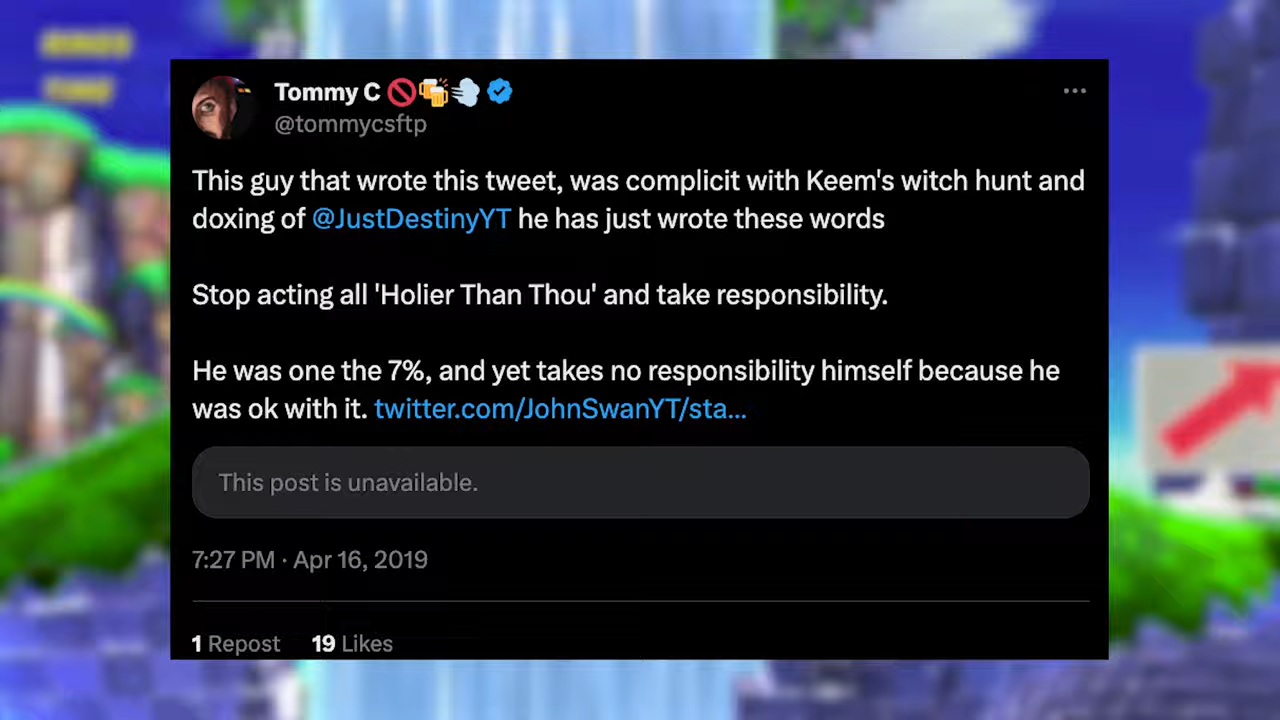 Tommy C 🚫🍻💨
@tommycsftp
This guy that wrote this tweet, was complicit with Keem's witch hunt and
doxing of @JustDestinyYT he has just wrote these words
Stop acting all 'Holier Than Thou' and take responsibility.
He was one the 7%, and yet takes no responsibility himself because he
was ok with it. twitter.com/JohnSwanYT/sta...
This post is unavailable.
7:27 PM · Apr 16, 2019
1 Repost 19 Likes